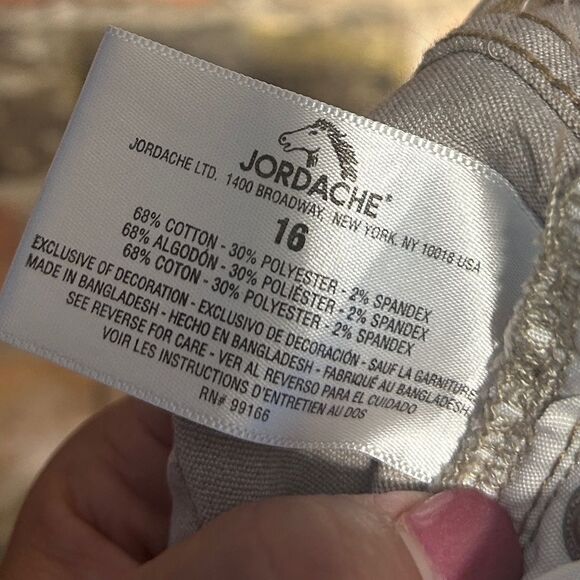 JORDACHE®
JORDACHE LTD. 1400 BROADWAY, NEW YORK, NY 10018 USA
16
68% COTTON - 30% POLYESTER - 2% SPANDEX
68% ALGODÓN - 30% POLIÉSTER - 2% SPANDEX
68% COTON - 30% POLYESTER - 2% SPANDEX
EXCLUSIVE OF DECORATION - EXCLUSIVO DE DECORACIÓN - SAUF LA GARNITURE
MADE IN BANGLADESH - HECHO EN BANGLADESH - FABRIQUÉ AU BANGLADESH
SEE REVERSE FOR CARE - VER AL REVERSO PARA EL CUIDADO
VOIR LES INSTRUCTIONS D'ENTRETIEN AU DOS
RN# 99166